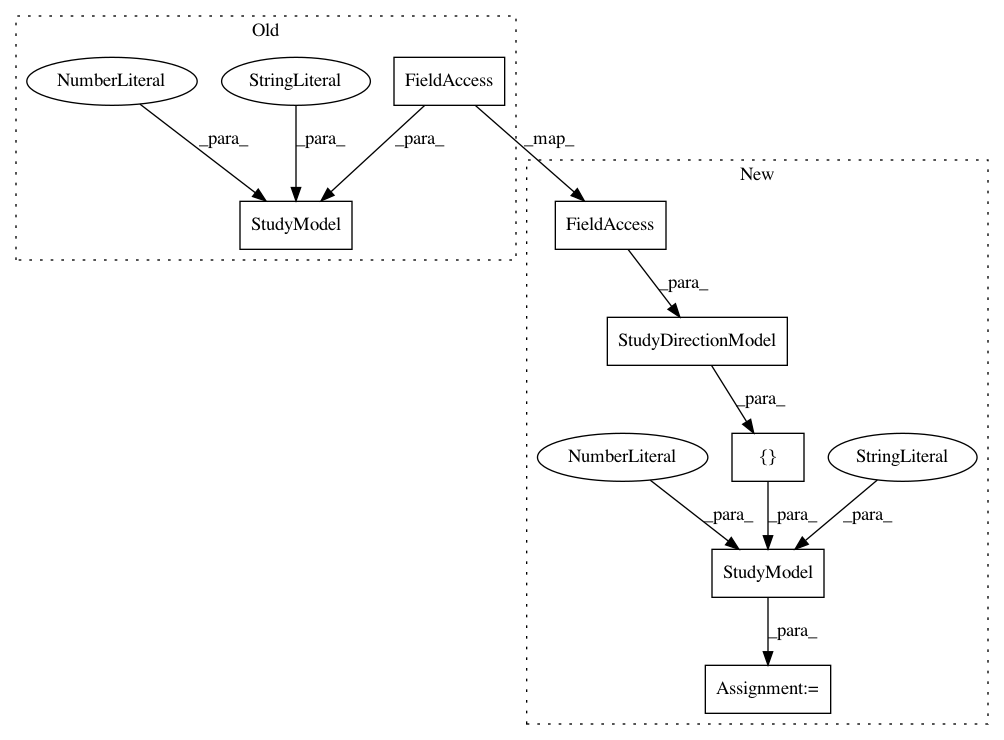 Old
NumberLiteral
StringLiteral
FieldAccess
_para_
_para_
_para_
_map_
StudyModel
New
FieldAccess
_para_
StudyDirectionModel
_para_
NumberLiteral
{}
StringLiteral
_para_
_para_
_para_
StudyModel
_para_
Assignment:=